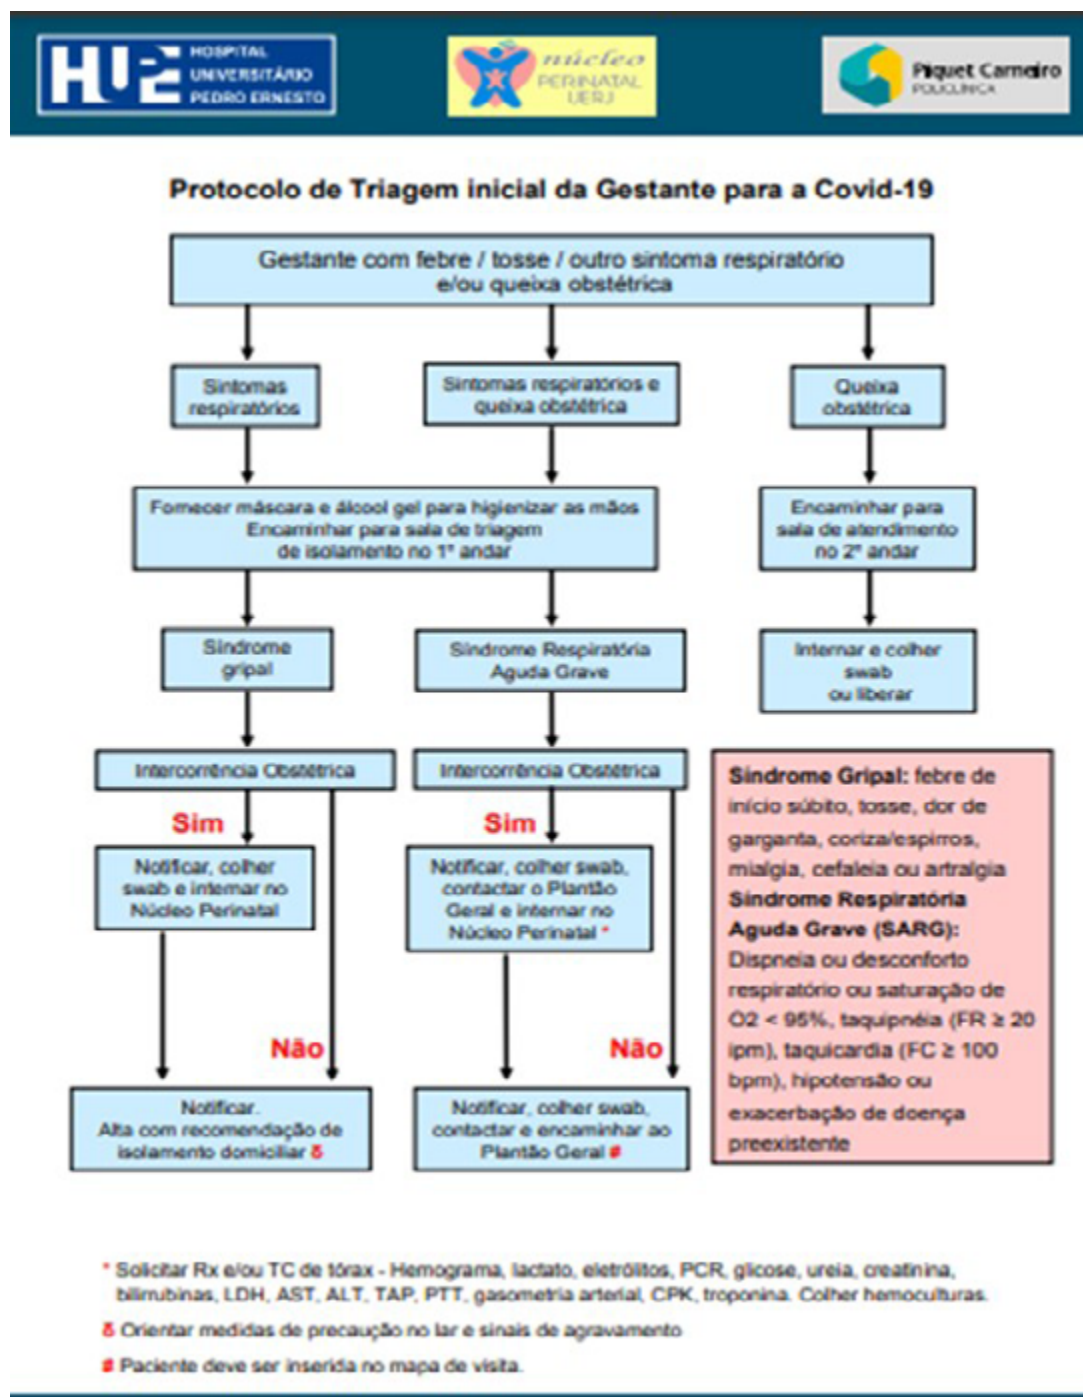 HUPE HOSPITAL
UNIVERSITÁRIO
PEDRO ERNESTO
núcleo
PERINATAL
UERJ
Piquet Carneiro
POLICLÍNICA
Protocolo de Triagem inicial da Gestante para a Covid-19
Gestante com febre / tosse / outro sintoma respiratório
e/ou queixa obstétrica
Sintomas
respiratórios
Sintomas respiratórios e
queixa obstétrica
Queixa
obstétrica
Fornecer máscara e álcool gel para higienizar as mãos
Encaminhar para sala de triagem
de isolamento no 1º andar
Encaminhar para
sala de atendimento
no 2º andar
Síndrome
gripal
Síndrome Respiratória
Aguda Grave
Internar e colher
swab
ou liberar
Intercorrência Obstétrica
Intercorrência Obstétrica
Sim
Sim
Notificar, colher
swab e internar no
Núcleo Perinatal
Notificar, colher swab,
contactar o Plantão
Geral e internar no
Núcleo Perinatal *
Não
Não
Notificar.
Alta com recomendação de
isolamento domiciliar δ
Notificar, colher swab,
contactar e encaminhar ao
Plantão Geral #
Síndrome Gripal: febre de
início súbito, tosse, dor de
garganta, coriza/espirros,
mialgia, cefaleia ou artralgia
Síndrome Respiratória
Aguda Grave (SARG):
Dispneia ou desconforto
respiratório ou saturação de
O2 < 95%, taquipnéia (FR ≥ 20
ipm), taquicardia (FC ≥ 100
bpm), hipotensão ou
exacerbação de doença
preexistente
* Solicitar Rx e/ou TC de tórax - Hemograma, lactato, eletrólitos, PCR, glicose, ureia, creatinina,
bilirrubinas, LDH, AST, ALT, TAP, PTT, gasometria arterial, CPK, troponina. Colher hemoculturas.
δ Orientar medidas de precaução no lar e sinais de agravamento
# Paciente deve ser inserida no mapa de visita.